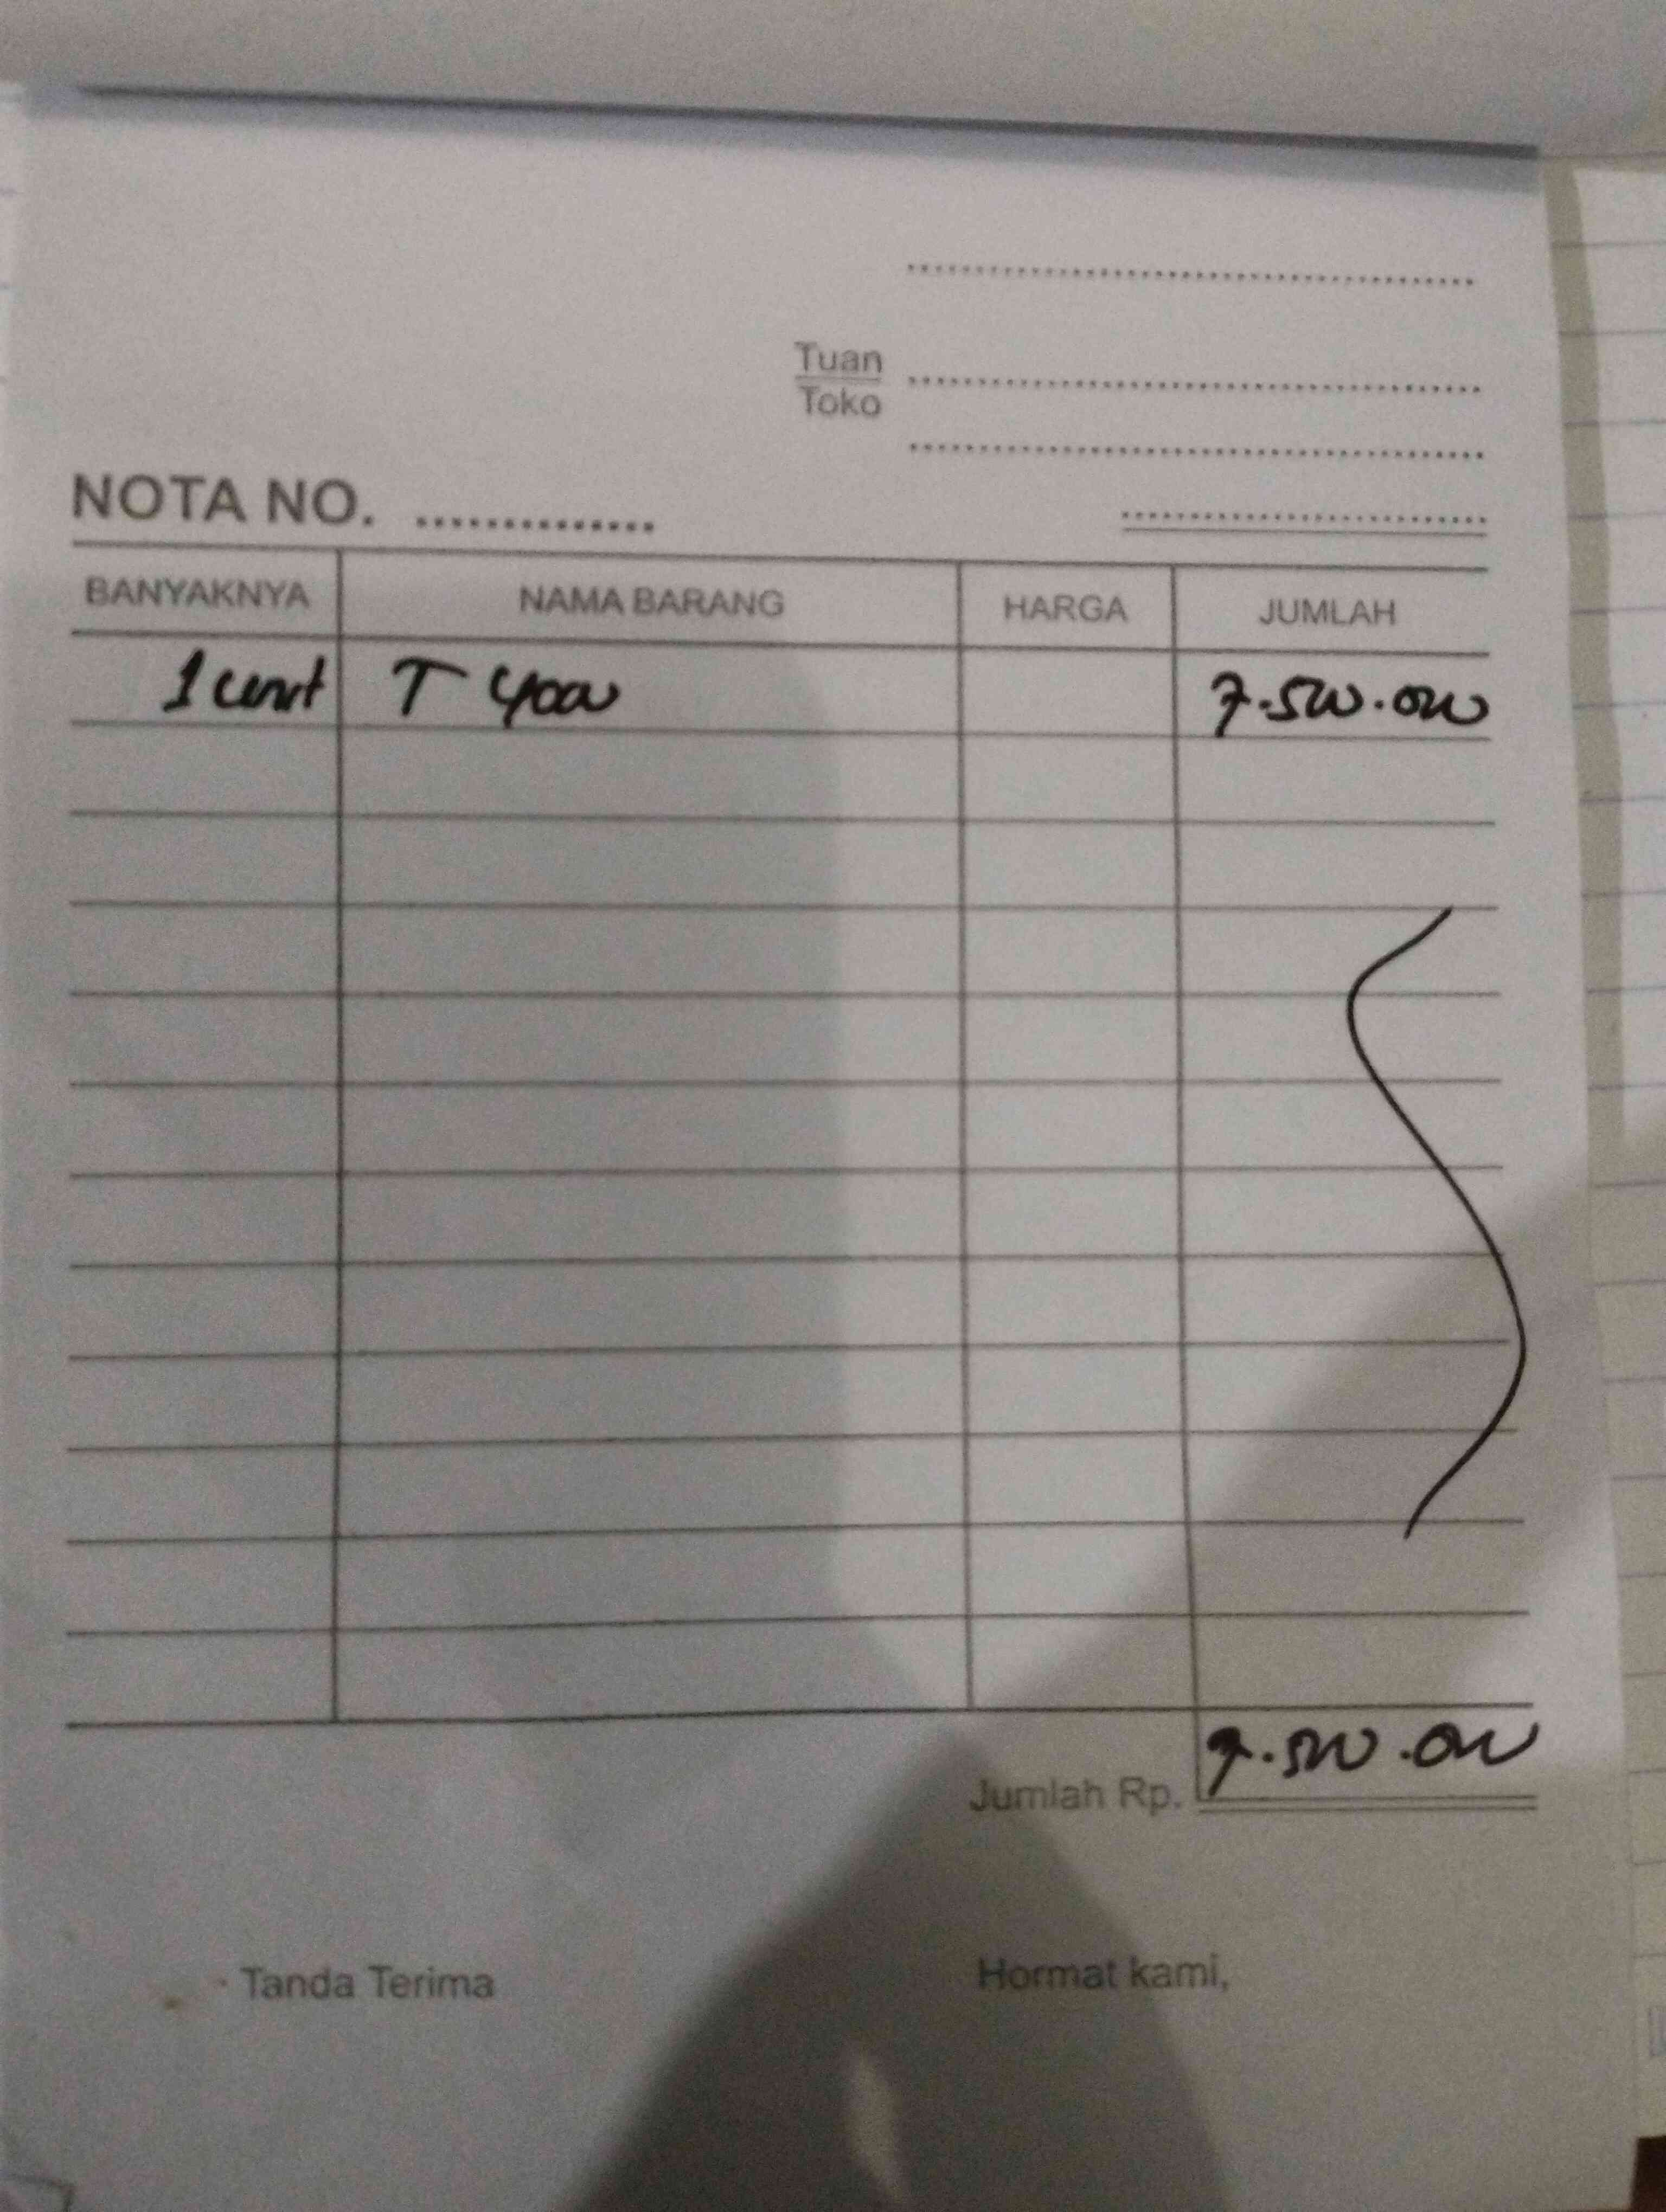 Tuan
Toko
NOTA NO. ..............
BANYAKNYA NAMA BARANG HARGA JUMLAH
1 unit T 4000 7.500.000
Jumlah Rp. 7.500.000
Tanda Terima Hormat kami,